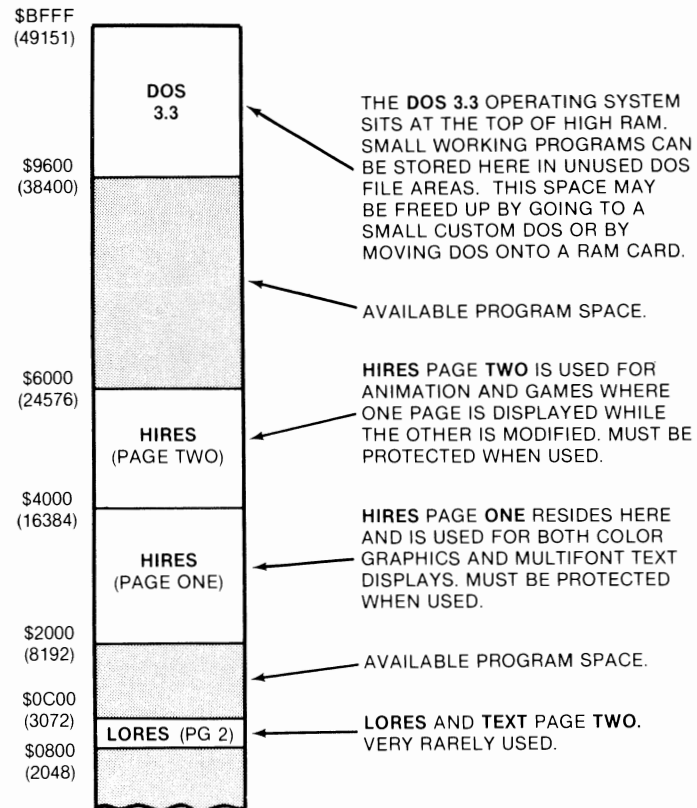 $BFFF
(49151)
DOS
3.3
THE DOS 3.3 OPERATING SYSTEM
SITS AT THE TOP OF HIGH RAM.
SMALL WORKING PROGRAMS CAN
BE STORED HERE IN UNUSED DOS
FILE AREAS. THIS SPACE MAY
BE FREED UP BY GOING TO A
SMALL CUSTOM DOS OR BY
MOVING DOS ONTO A RAM CARD.
$9600
(38400)
AVAILABLE PROGRAM SPACE.
$6000
(24576)
HIRES
(PAGE TWO)
HIRES PAGE TWO IS USED FOR
ANIMATION AND GAMES WHERE
ONE PAGE IS DISPLAYED WHILE
THE OTHER IS MODIFIED. MUST BE
PROTECTED WHEN USED.
$4000
(16384)
HIRES
(PAGE ONE)
HIRES PAGE ONE RESIDES HERE
AND IS USED FOR BOTH COLOR
GRAPHICS AND MULTIFONT TEXT
DISPLAYS. MUST BE PROTECTED
WHEN USED.
$2000
(8192)
AVAILABLE PROGRAM SPACE.
$0C00
(3072)
LORES (PG 2)
LORES AND TEXT PAGE TWO.
VERY RARELY USED.
$0800
(2048)